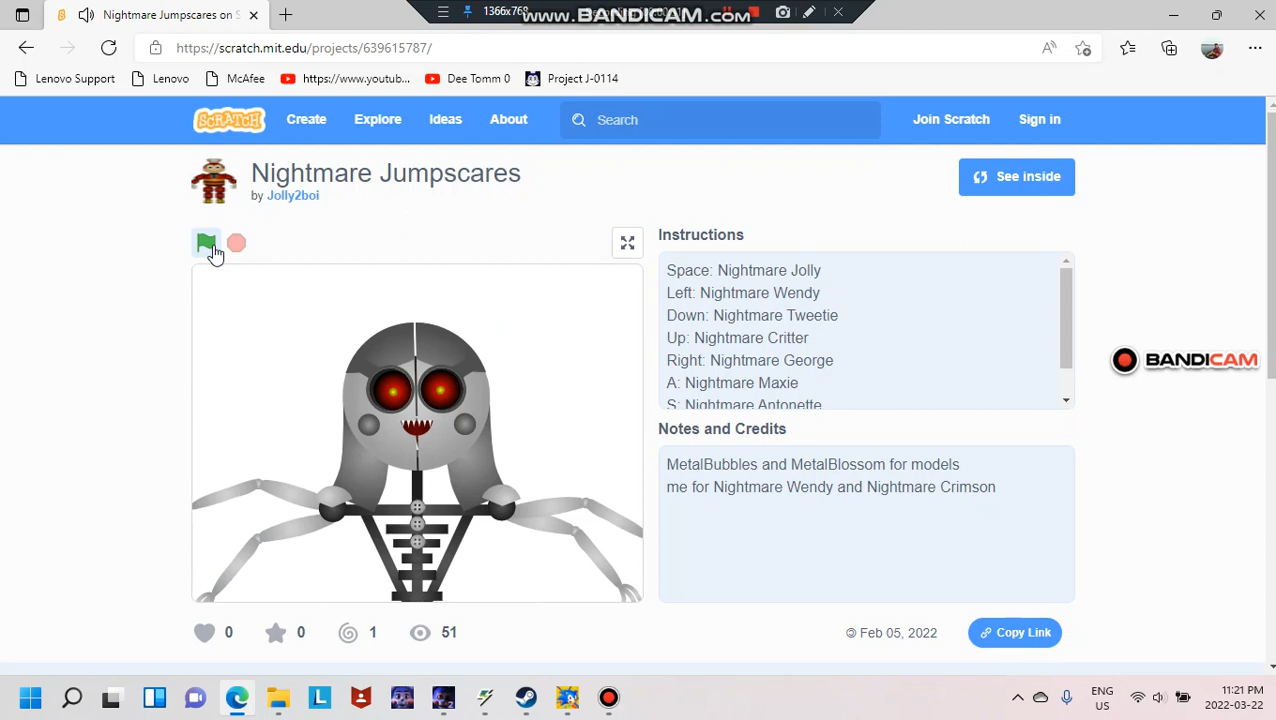 Nightmare Jumpscares on S
1366x768
www.BANDICAM.com
https://scratch.mit.edu/projects/639615787/
Lenovo Support
Lenovo
McAfee
https://www.youtub...
Dee Tomm 0
Project J-0114
SCRATCH
Create
Explore
Ideas
About
Search
Join Scratch
Sign in
Nightmare Jumpscares
by Jolly2boi
See inside
Instructions
Space: Nightmare Jolly
Left: Nightmare Wendy
Down: Nightmare Tweetie
Up: Nightmare Critter
Right: Nightmare George
A: Nightmare Maxie
S: Nightmare Antonette
BANDICAM
Notes and Credits
MetalBubbles and MetalBlossom for models
me for Nightmare Wendy and Nightmare Crimson
0
0
1
51
© Feb 05, 2022
Copy Link
ENG
US
11:21 PM
2022-03-22